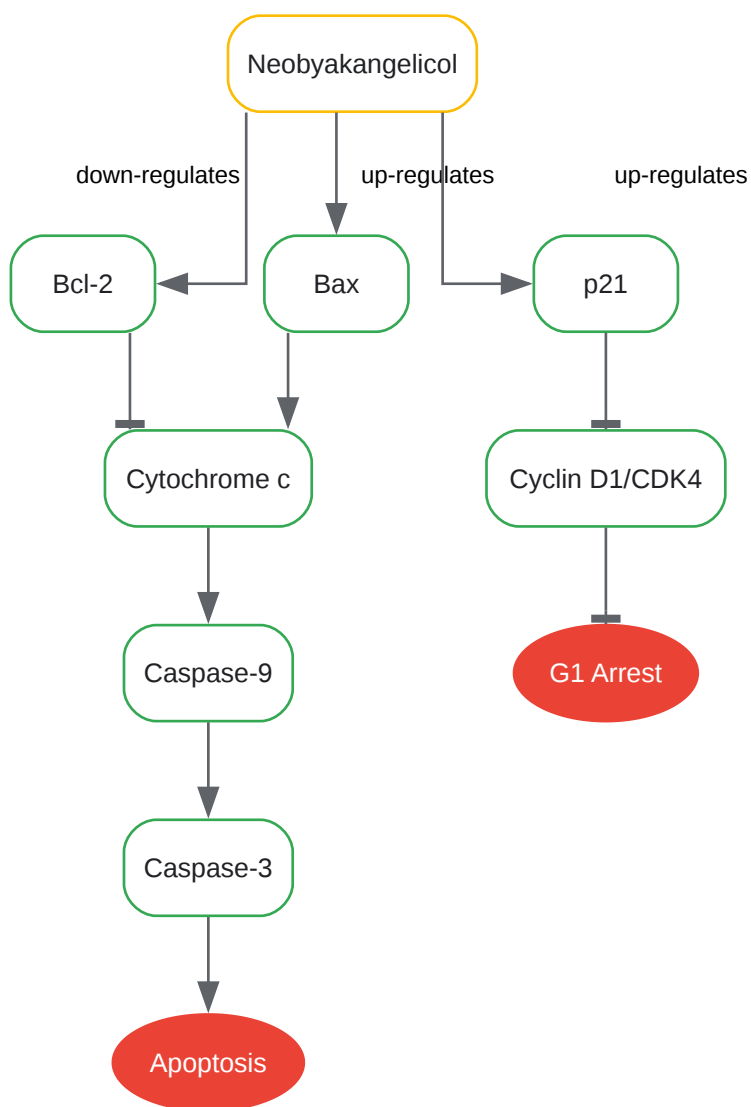 Neobyakangelicol
down-regulates
up-regulates
up-regulates
Bcl-2
Bax
p21
Cytochrome c
Cyclin D1/CDK4
Caspase-9
G1 Arrest
Caspase-3
Apoptosis